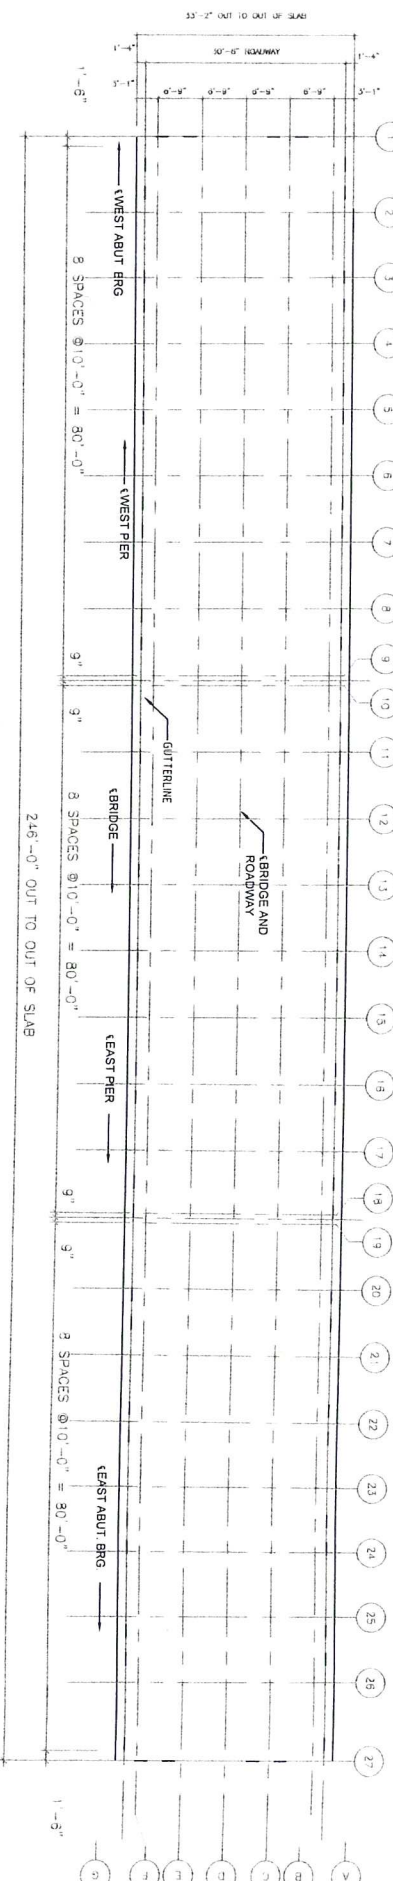 33'-2" OUT TO OUT OF SLAB
1'-4"
30'-6" ROADWAY
1'-4"
3'-1"
6'-9"
6'-9"
6'-9"
6'-9"
3'-1"
1'-6"
1
2
3
4
5
6
7
8
9
10
11
12
13
14
15
16
17
18
19
20
21
22
23
24
25
26
27
℄WEST ABUT. BRG
8 SPACES @10'-0" = 80'-0"
℄WEST PIER
9"
9"
GUTTERLINE
℄BRIDGE AND
ROADWAY
℄BRIDGE
8 SPACES @10'-0" = 80'-0"
246'-0" OUT TO OUT OF SLAB
℄EAST PIER
9"
9"
8 SPACES @10'-0" = 80'-0"
℄EAST ABUT. BRG
1'-6"
G
F
E
D
C
B
A